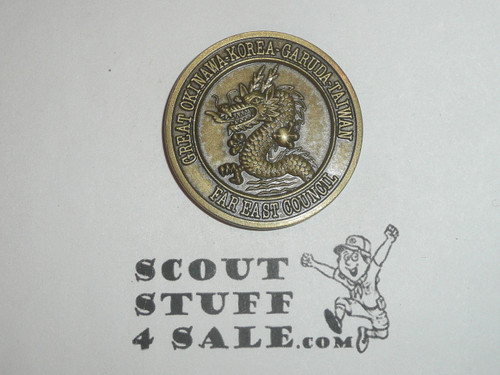 GREAT OKINAWA-KOREA-GARUDA-TAIWAN
FAR EAST COUNCIL
SCOUT
STUFF
4 SALE.COM